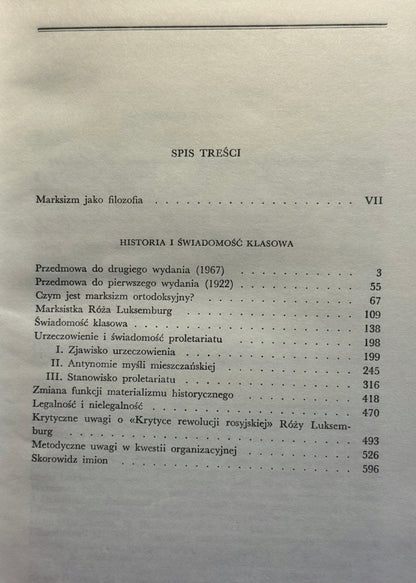 SPIS TREŚCI
Marksizm jako filozofia . . . . . . . . . . . . . . . . . . VII
HISTORIA I ŚWIADOMOŚĆ KLASOWA
Przedmowa do drugiego wydania (1967) . . . . . . . . . . 3
Przedmowa do pierwszego wydania (1922) . . . . . . . . . . 55
Czym jest marksizm ortodoksyjny? . . . . . . . . . . . . 67
Marksistka Róża Luksemburg . . . . . . . . . . . . . . . 109
Świadomość klasowa . . . . . . . . . . . . . . . . . . 138
Urzeczowienie i świadomość proletariatu . . . . . . . . . . 198
I. Zjawisko urzeczowienia . . . . . . . . . . . . . . . 199
II. Antynomie myśli mieszczańskiej . . . . . . . . . . . 245
III. Stanowisko proletariatu . . . . . . . . . . . . . . 316
Zmiana funkcji materializmu historycznego . . . . . . . . . 418
Legalność i nielegalność . . . . . . . . . . . . . . . . . 470
Krytyczne uwagi o «Krytyce rewolucji rosyjskiej» Róży Luksem-
burg . . . . . . . . . . . . . . . . . . . . . . . . 493
Metodyczne uwagi w kwestii organizacyjnej . . . . . . . . . 526
Skorowidz imion . . . . . . . . . . . . . . . . . . . . 596